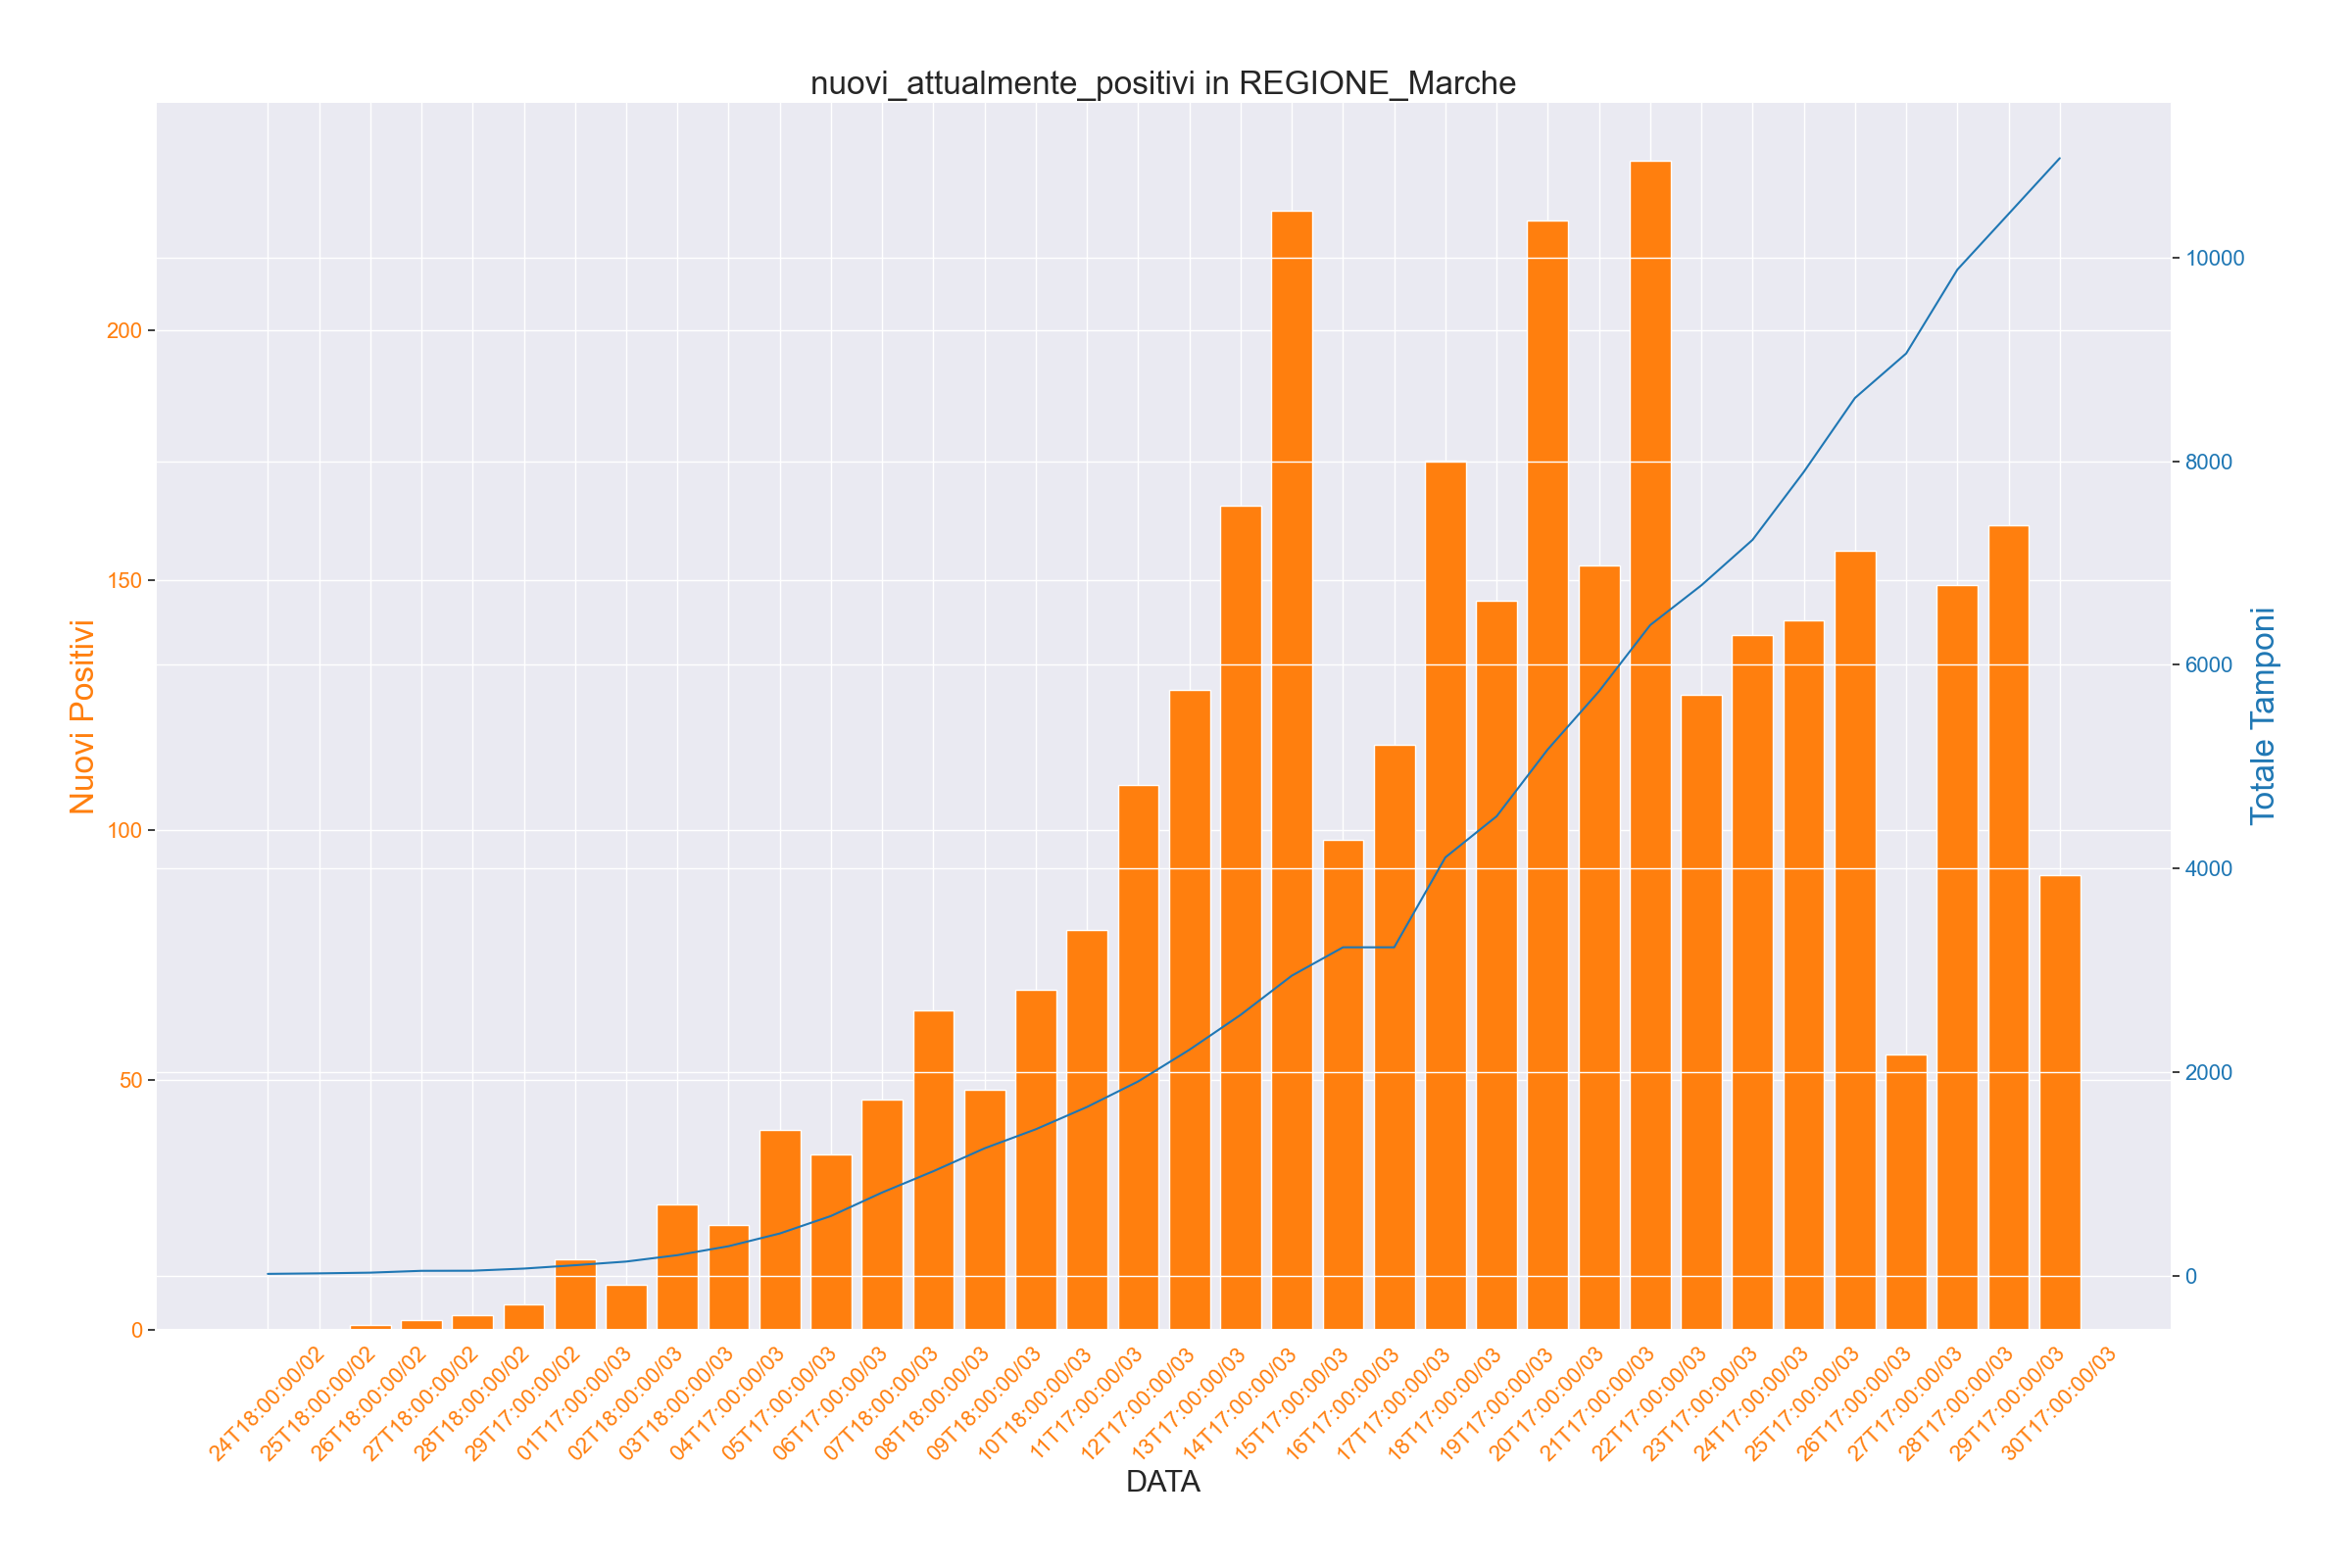 nuovi_attualmente_positivi in REGIONE_Marche
Nuovi Positivi
200
150
100
50
0
Totale Tamponi
10000
8000
6000
4000
2000
0
24T18:00:00/02
25T18:00:00/02
26T18:00:00/02
27T18:00:00/02
28T18:00:00/02
29T17:00:00/02
01T17:00:00/03
02T18:00:00/03
03T18:00:00/03
04T17:00:00/03
05T17:00:00/03
06T17:00:00/03
07T18:00:00/03
08T18:00:00/03
09T18:00:00/03
10T18:00:00/03
11T17:00:00/03
12T17:00:00/03
13T17:00:00/03
14T17:00:00/03
15T17:00:00/03
16T17:00:00/03
17T17:00:00/03
18T17:00:00/03
19T17:00:00/03
20T17:00:00/03
21T17:00:00/03
22T17:00:00/03
23T17:00:00/03
24T17:00:00/03
25T17:00:00/03
26T17:00:00/03
27T17:00:00/03
28T17:00:00/03
29T17:00:00/03
30T17:00:00/03
DATA